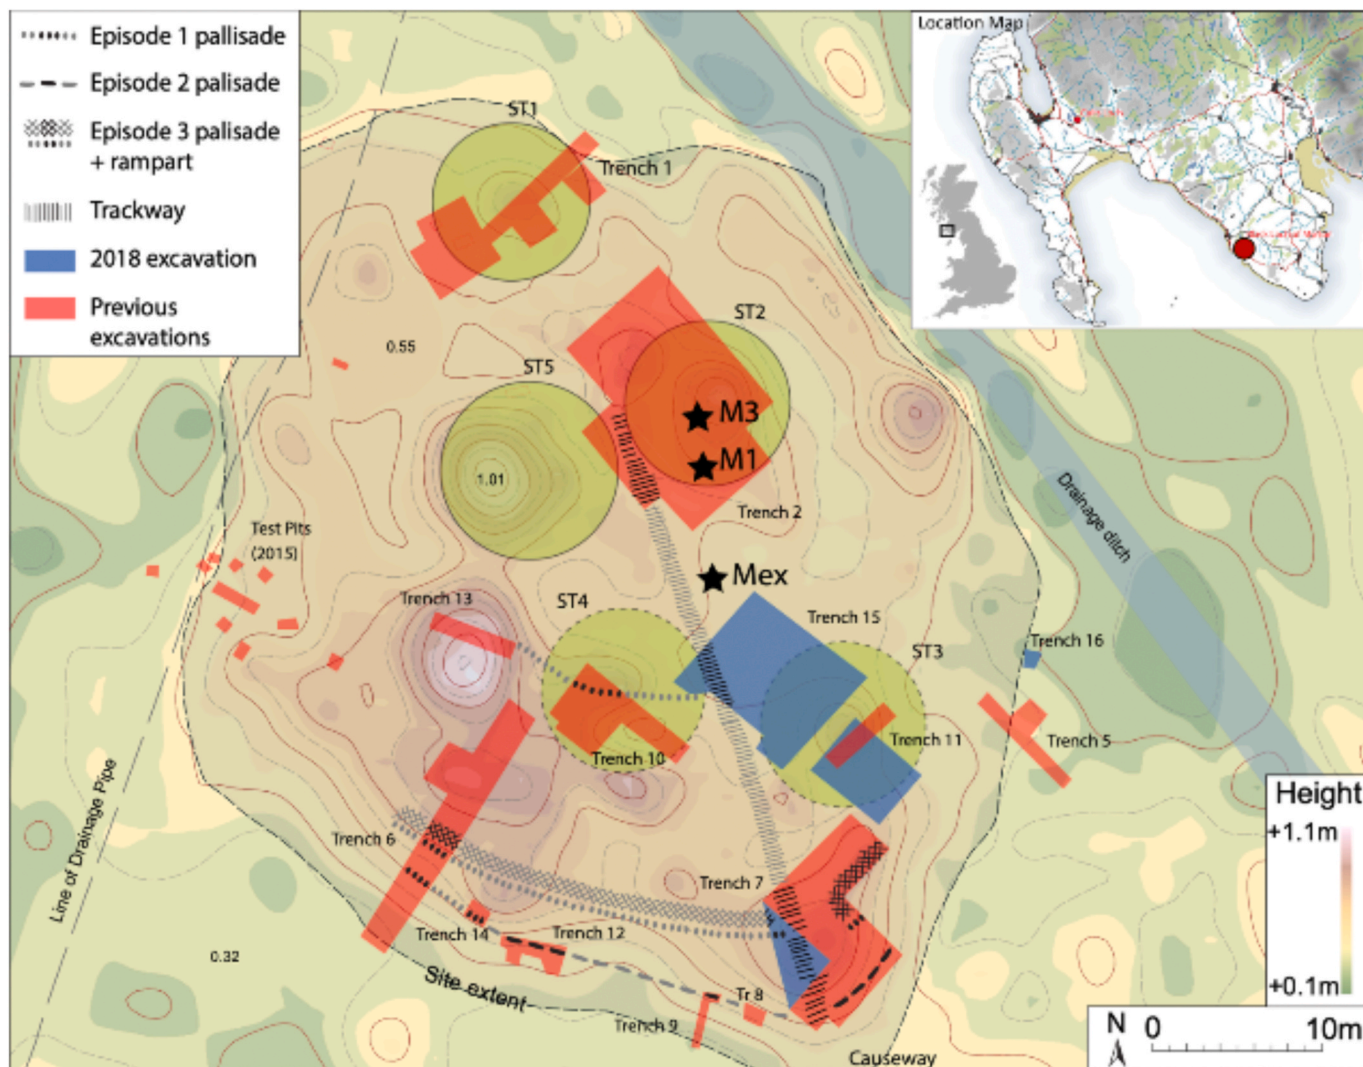 Episode 1 pallisade
Episode 2 palisade
Episode 3 palisade
+ rampart
Trackway
2018 excavation
Previous
excavations
Location Map
ST1
Trench 1
ST2
0.55
ST5
M3
M1
1.01
Trench 2
Drainage ditch
Test Pits
(2015)
Mex
Trench 13
ST4
Trench 15
Trench 16
ST3
Trench 11
Trench 5
Trench 10
Line of Drainage Pipe
Trench 6
Trench 7
Trench 14
Trench 12
0.32
Site extent
Tr 8
Trench 9
Causeway
Height
+1.1m
+0.1m
N
0 10m